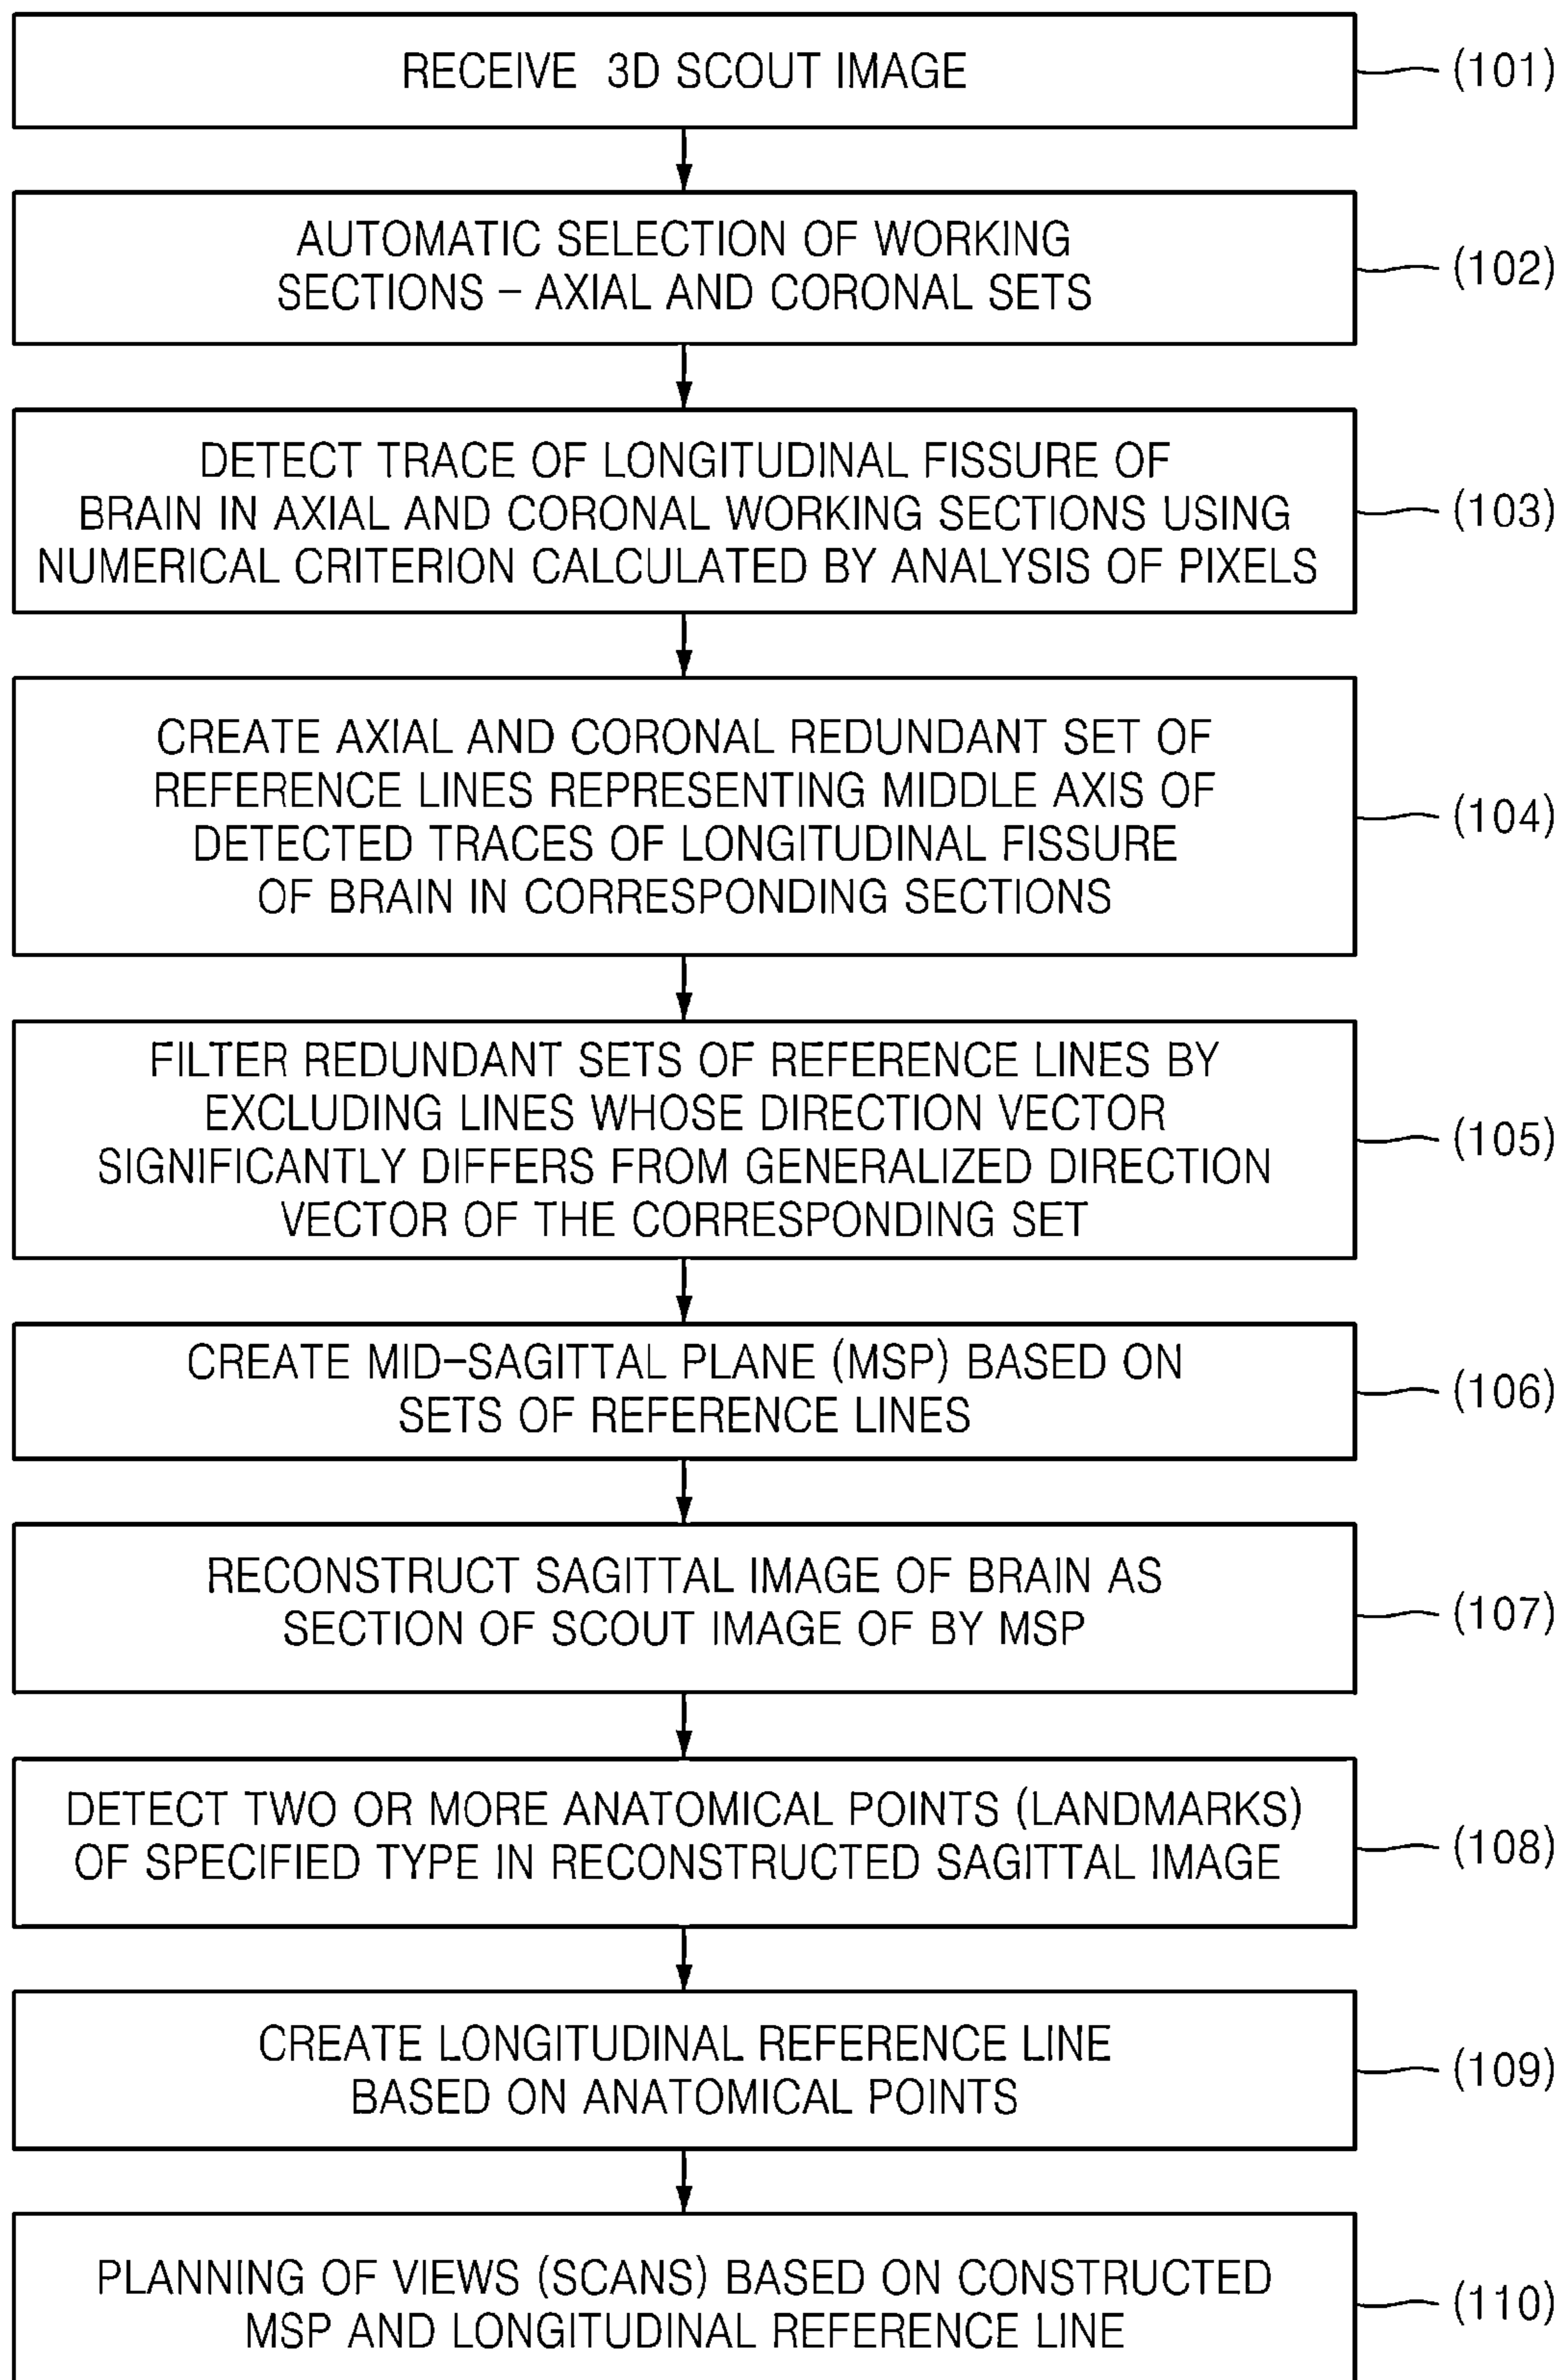 RECEIVE 3D SCOUT IMAGE
(101)
AUTOMATIC SELECTION OF WORKING
SECTIONS – AXIAL AND CORONAL SETS
(102)
DETECT TRACE OF LONGITUDINAL FISSURE OF
BRAIN IN AXIAL AND CORONAL WORKING SECTIONS USING
NUMERICAL CRITERION CALCULATED BY ANALYSIS OF PIXELS
(103)
CREATE AXIAL AND CORONAL REDUNDANT SET OF
REFERENCE LINES REPRESENTING MIDDLE AXIS OF
DETECTED TRACES OF LONGITUDINAL FISSURE
OF BRAIN IN CORRESPONDING SECTIONS
(104)
FILTER REDUNDANT SETS OF REFERENCE LINES BY
EXCLUDING LINES WHOSE DIRECTION VECTOR
SIGNIFICANTLY DIFFERS FROM GENERALIZED DIRECTION
VECTOR OF THE CORRESPONDING SET
(105)
CREATE MID–SAGITTAL PLANE (MSP) BASED ON
SETS OF REFERENCE LINES
(106)
RECONSTRUCT SAGITTAL IMAGE OF BRAIN AS
SECTION OF SCOUT IMAGE OF BY MSP
(107)
DETECT TWO OR MORE ANATOMICAL POINTS (LANDMARKS)
OF SPECIFIED TYPE IN RECONSTRUCTED SAGITTAL IMAGE
(108)
CREATE LONGITUDINAL REFERENCE LINE
BASED ON ANATOMICAL POINTS
(109)
PLANNING OF VIEWS (SCANS) BASED ON CONSTRUCTED
MSP AND LONGITUDINAL REFERENCE LINE
(110)